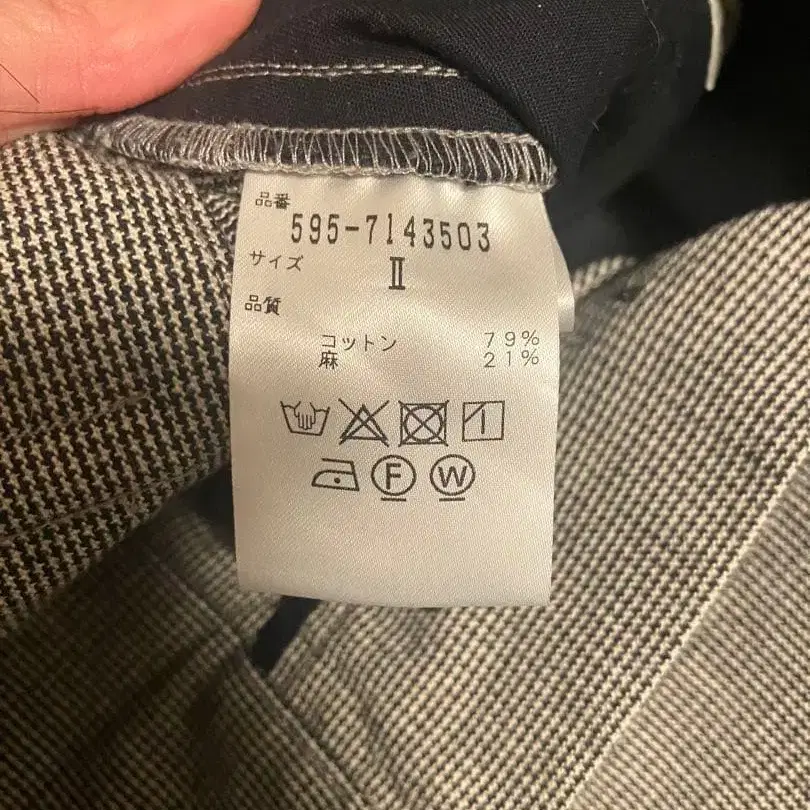 品番
595-7143503
サイズ
Ⅱ
品質
コットン 79%
麻 21%
F W